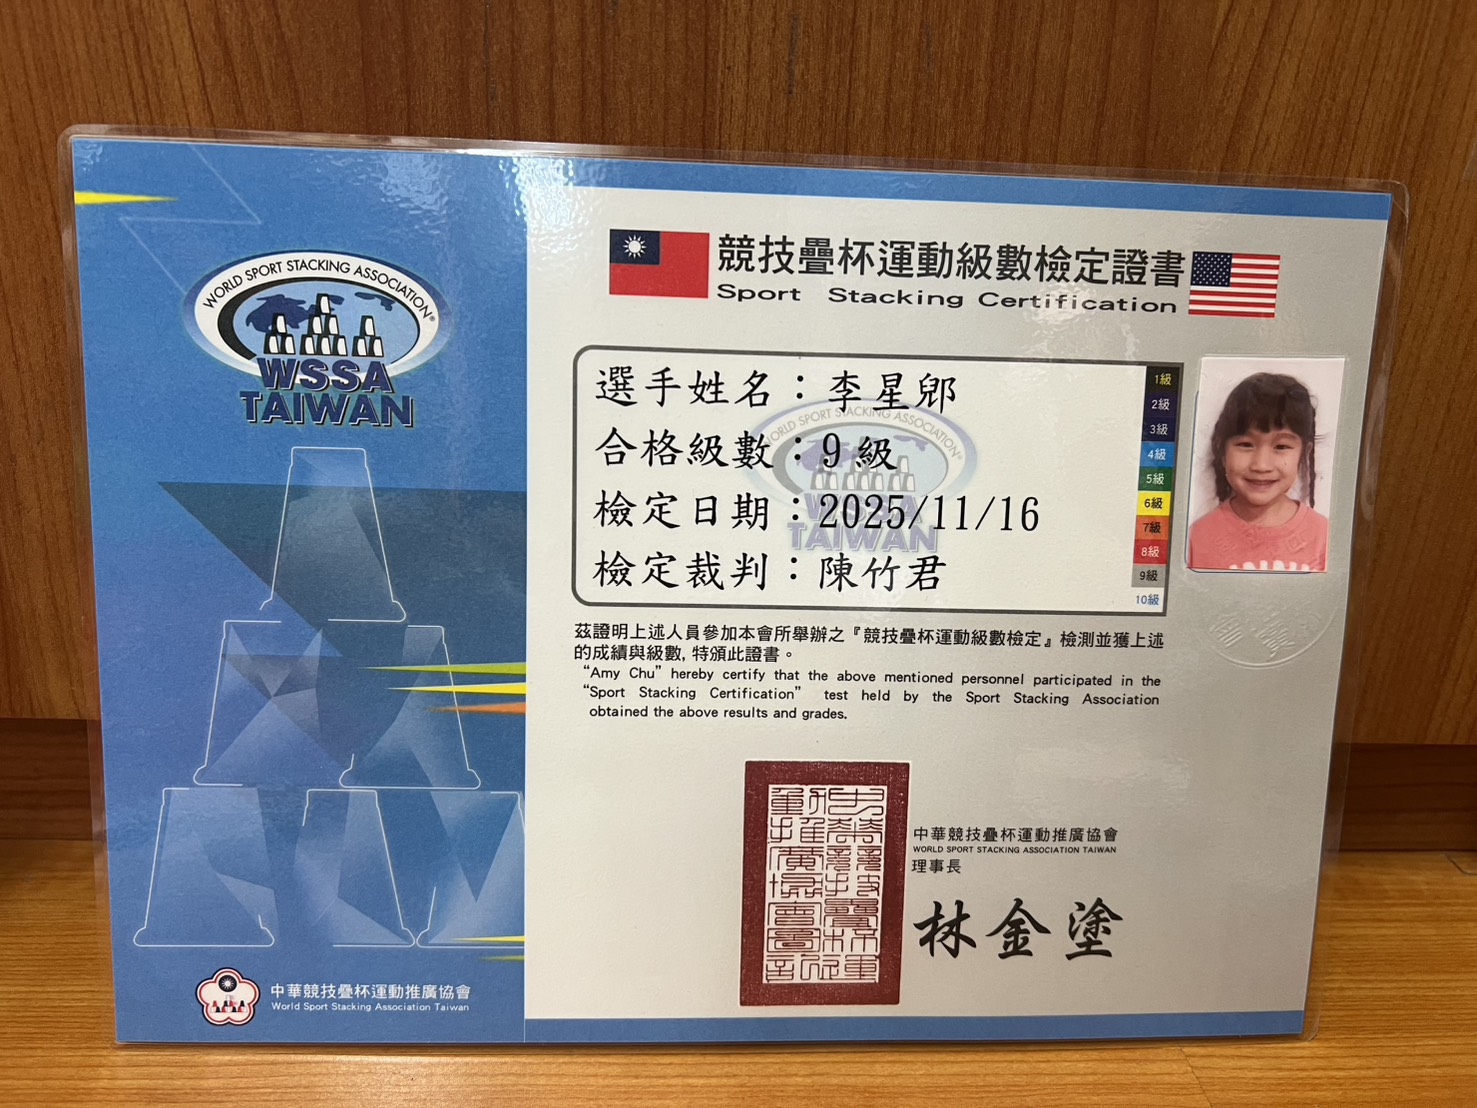 WORLD SPORT STACKING ASSOCIATION®
WSSA
TAIWAN
競技疊杯運動級數檢定證書
Sport Stacking Certification
選手姓名：李星郢
合格級數：9級
檢定日期：2025/11/16
檢定裁判：陳竹君
1級
2級
3級
4級
5級
6級
7級
8級
9級
10級
WORLD SPORT STACKING ASSOCIATION®
WSSA
TAIWAN
茲證明上述人員參加本會所舉辦之『競技疊杯運動級數檢定』檢測並獲上述
的成績與級數, 特頒此證書。
“Amy Chu” hereby certify that the above mentioned personnel participated in the
“Sport Stacking Certification” test held by the Sport Stacking Association
obtained the above results and grades.
中華競技疊杯運動推廣協會
WORLD SPORT STACKING ASSOCIATION TAIWAN
理事長
林金塗
中華競技疊杯運動推廣協會
World Sport Stacking Association Taiwan